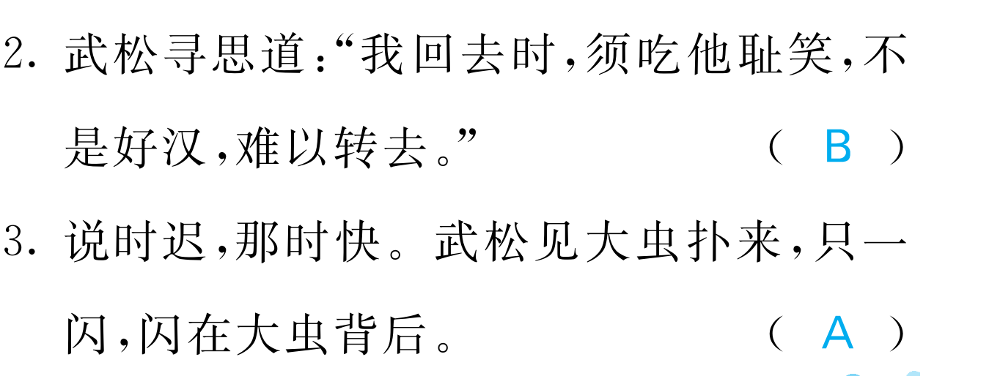 2. 武松寻思道:“我回去时,须吃他耻笑,不
是好汉,难以转去。” ( B )
3. 说时迟,那时快。武松见大虫扑来,只一
闪,闪在大虫背后。 ( A )